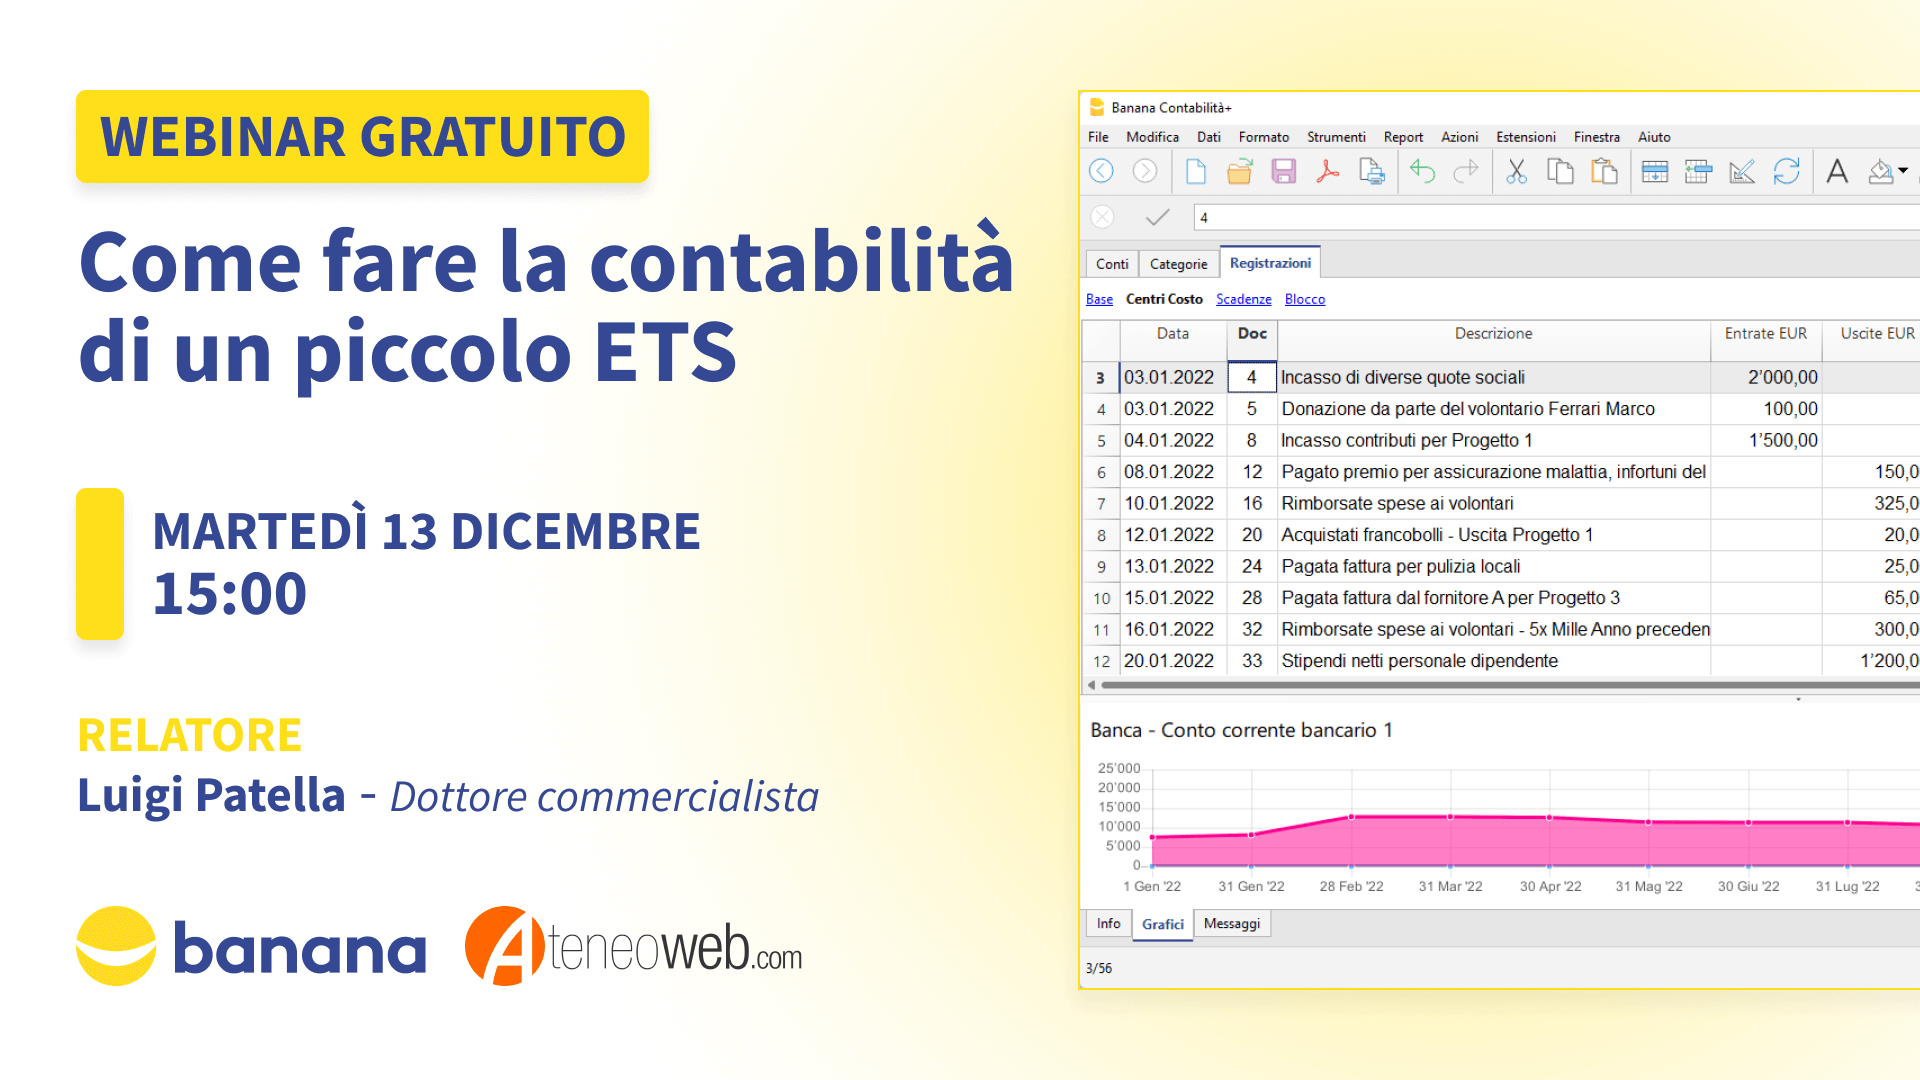 WEBINAR GRATUITO
Come fare la contabilità
di un piccolo ETS
MARTEDÌ 13 DICEMBRE
15:00
RELATORE
Luigi Patella - Dottore commercialista
banana
Ateneoweb.com
Banana Contabilità+
File Modifica Dati Formato Strumenti Report Azioni Estensioni Finestra Aiuto
4
Conti Categorie Registrazioni
Base Centri Costo Scadenze Blocco
Data Doc Descrizione Entrate EUR Uscite EUR
3 03.01.2022 4 Incasso di diverse quote sociali 2'000,00
4 03.01.2022 5 Donazione da parte del volontario Ferrari Marco 100,00
5 04.01.2022 8 Incasso contributi per Progetto 1 1'500,00
6 08.01.2022 12 Pagato premio per assicurazione malattia, infortuni del 150,0
7 10.01.2022 16 Rimborsate spese ai volontari 325,0
8 12.01.2022 20 Acquistati francobolli - Uscita Progetto 1 20,0
9 13.01.2022 24 Pagata fattura per pulizia locali 25,0
10 15.01.2022 28 Pagata fattura dal fornitore A per Progetto 3 65,0
11 16.01.2022 32 Rimborsate spese ai volontari - 5x Mille Anno preceden 300,0
12 20.01.2022 33 Stipendi netti personale dipendente 1'200,0
Banca - Conto corrente bancario 1
25'000
20'000
15'000
10'000
5'000
0
1 Gen '22 31 Gen '22 28 Feb '22 31 Mar '22 30 Apr '22 31 Mag '22 30 Giu '22 31 Lug '22
Info Grafici Messaggi
3/56